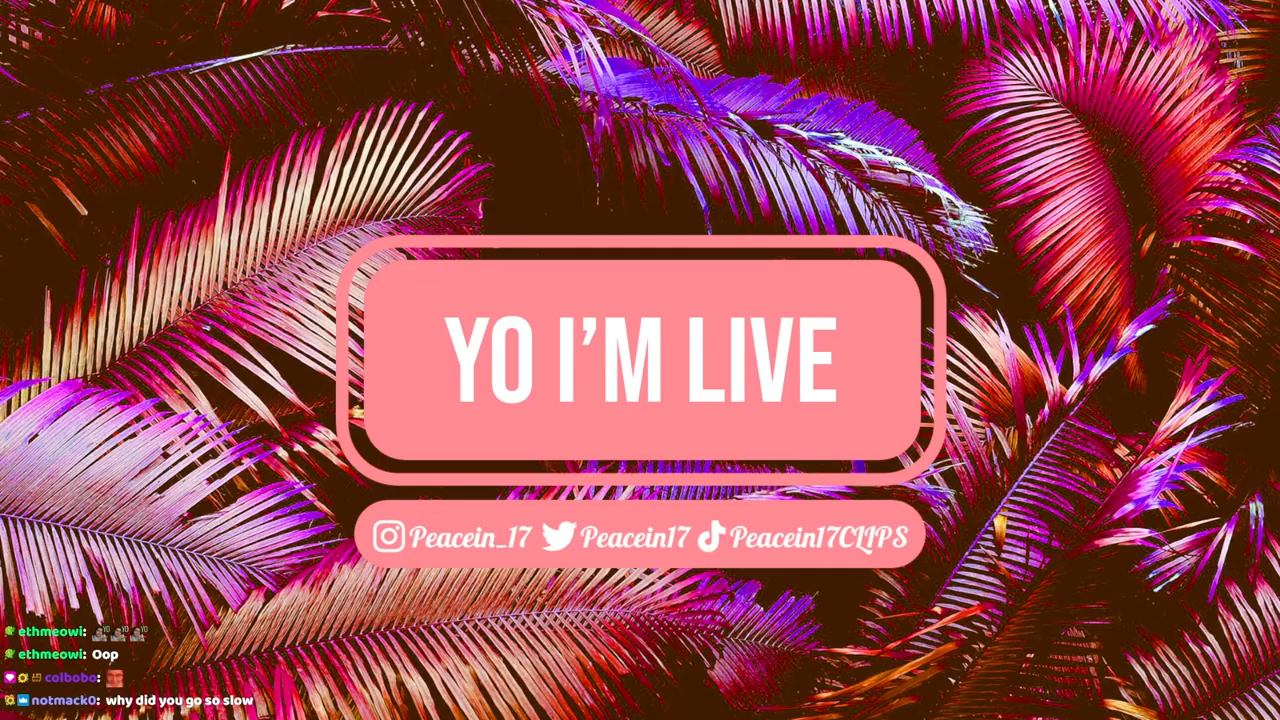 YO I'M LIVE
Peacein_17 Peacein17 Peacein17CLIPS
ethmeowi:
ethmeowi: Oop
colbobo:
notmack0: why did you go so slow